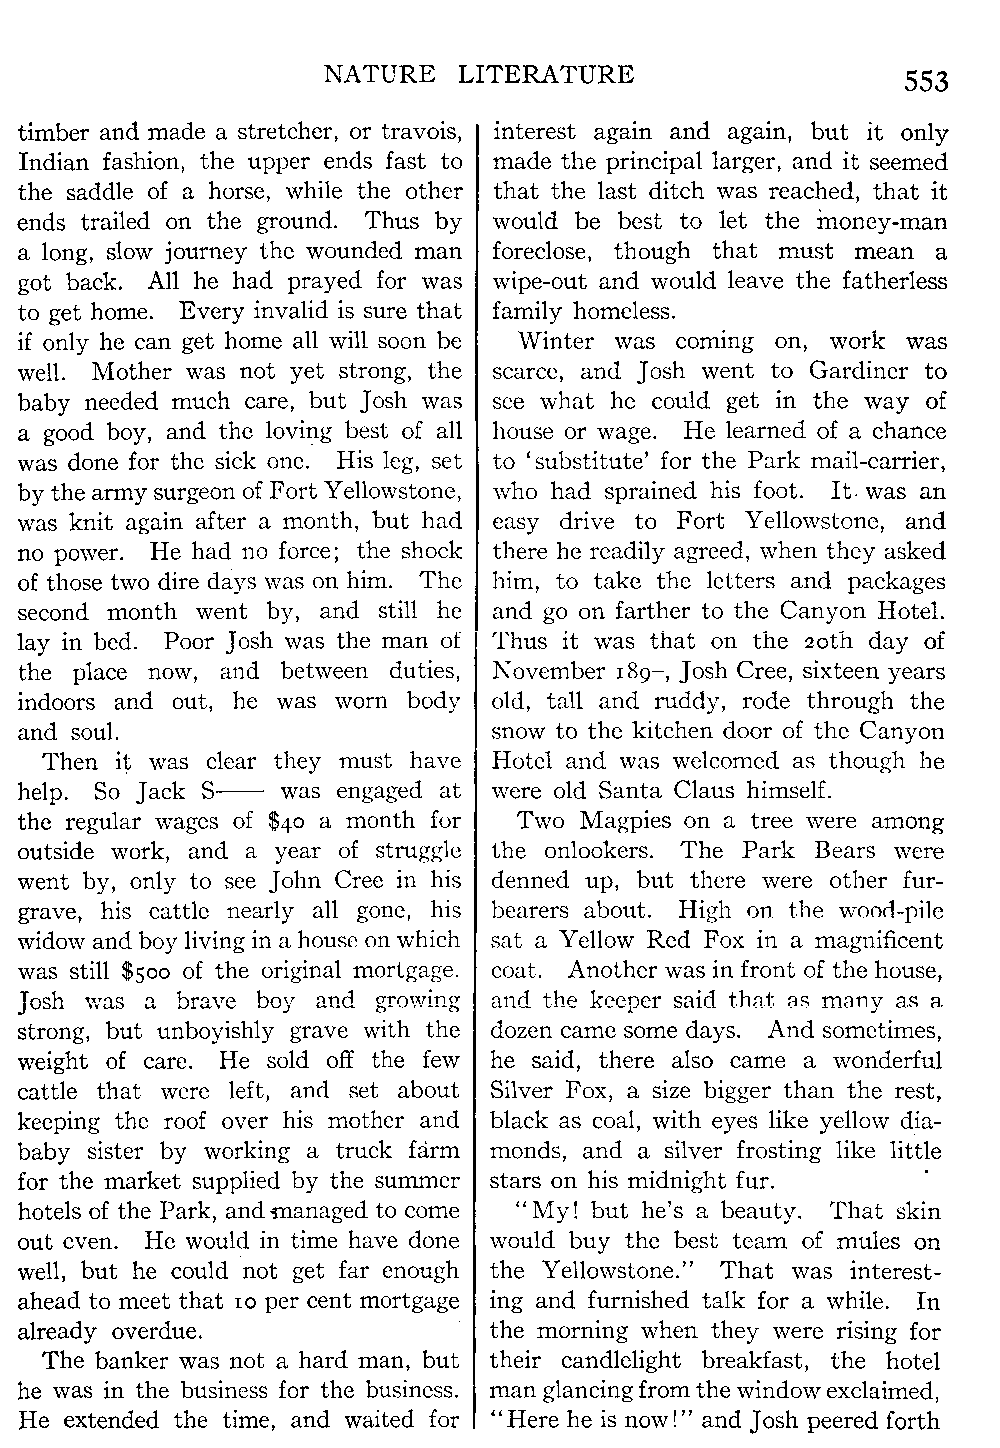 NATURE LITERATURE
553
timber and made a stretcher, or travois,
Indian fashion, the upper ends fast to
the saddle of a horse, while the other
ends trailed on the ground. Thus by
a long, slow journey the wounded man
got back. All he had prayed for was
to get home. Every invalid is sure that
if only he can get home all will soon be
well. Mother was not yet strong, the
baby needed much care, but Josh was
a good boy, and the loving best of all
was done for the sick one. His leg, set
by the army surgeon of Fort Yellowstone,
was knit again after a month, but had
no power. He had no force; the shock
of those two dire days was on him. The
second month went by, and still he
lay in bed. Poor Josh was the man of
the place now, and between duties,
indoors and out, he was worn body
and soul.
Then it was clear they must have
help. So Jack S—— was engaged at
the regular wages of $40 a month for
outside work, and a year of struggle
went by, only to see John Cree in his
grave, his cattle nearly all gone, his
widow and boy living in a house on which
was still $500 of the original mortgage.
Josh was a brave boy and growing
strong, but unboyishly grave with the
weight of care. He sold off the few
cattle that were left, and set about
keeping the roof over his mother and
baby sister by working a truck farm
for the market supplied by the summer
hotels of the Park, and managed to come
out even. He would in time have done
well, but he could not get far enough
ahead to meet that 10 per cent mortgage
already overdue.
The banker was not a hard man, but
he was in the business for the business.
He extended the time, and waited for
interest again and again, but it only
made the principal larger, and it seemed
that the last ditch was reached, that it
would be best to let the money-man
foreclose, though that must mean a
wipe-out and would leave the fatherless
family homeless.
Winter was coming on, work was
scarce, and Josh went to Gardiner to
see what he could get in the way of
house or wage. He learned of a chance
to ‘substitute’ for the Park mail-carrier,
who had sprained his foot. It was an
easy drive to Fort Yellowstone, and
there he readily agreed, when they asked
him, to take the letters and packages
and go on farther to the Canyon Hotel.
Thus it was that on the 20th day of
November 189–, Josh Cree, sixteen years
old, tall and ruddy, rode through the
snow to the kitchen door of the Canyon
Hotel and was welcomed as though he
were old Santa Claus himself.
Two Magpies on a tree were among
the onlookers. The Park Bears were
denned up, but there were other fur-
bearers about. High on the wood-pile
sat a Yellow Red Fox in a magnificent
coat. Another was in front of the house,
and the keeper said that as many as a
dozen came some days. And sometimes,
he said, there also came a wonderful
Silver Fox, a size bigger than the rest,
black as coal, with eyes like yellow dia-
monds, and a silver frosting like little
stars on his midnight fur.
“My! but he's a beauty. That skin
would buy the best team of mules on
the Yellowstone.” That was interest-
ing and furnished talk for a while. In
the morning when they were rising for
their candlelight breakfast, the hotel
man glancing from the window exclaimed,
“Here he is now!” and Josh peered forth